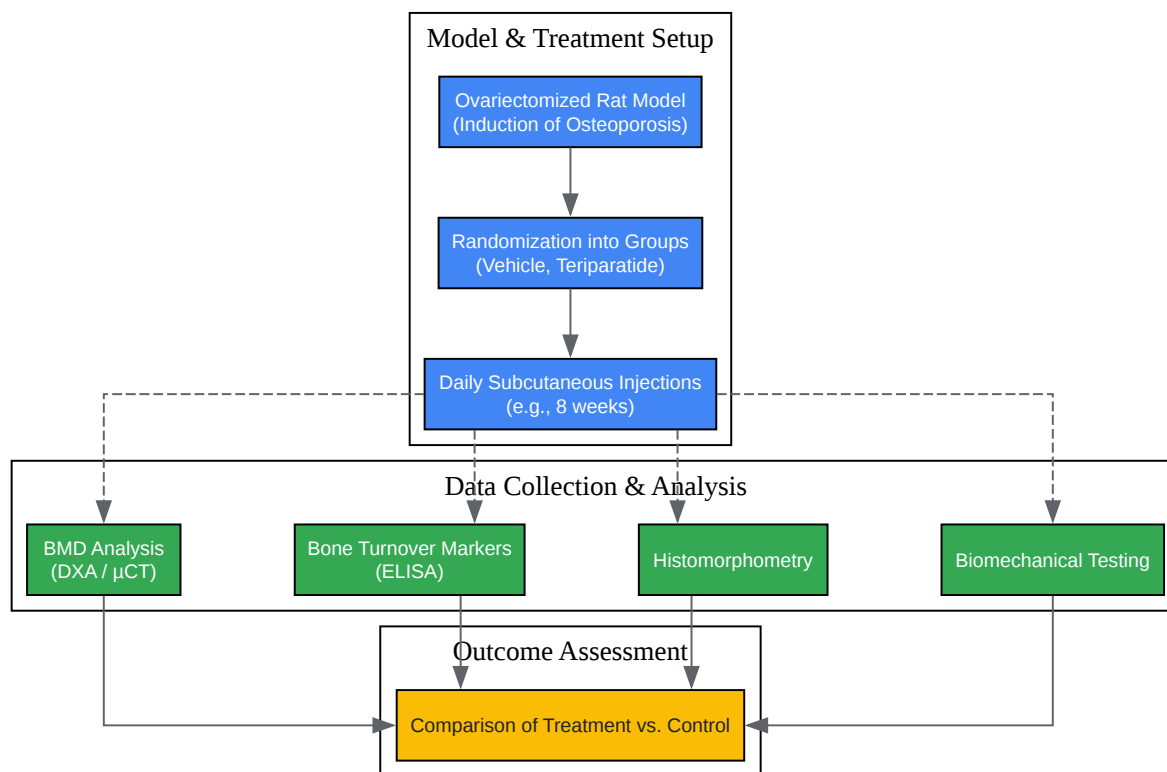 Model & Treatment Setup
Ovariectomized Rat Model
(Induction of Osteoporosis)
Randomization into Groups
(Vehicle, Teriparatide)
Daily Subcutaneous Injections
(e.g., 8 weeks)
Data Collection & Analysis
BMD Analysis
(DXA / µCT)
Bone Turnover Markers
(ELISA)
Histomorphometry
Biomechanical Testing
Outcome Assessment
Comparison of Treatment vs. Control